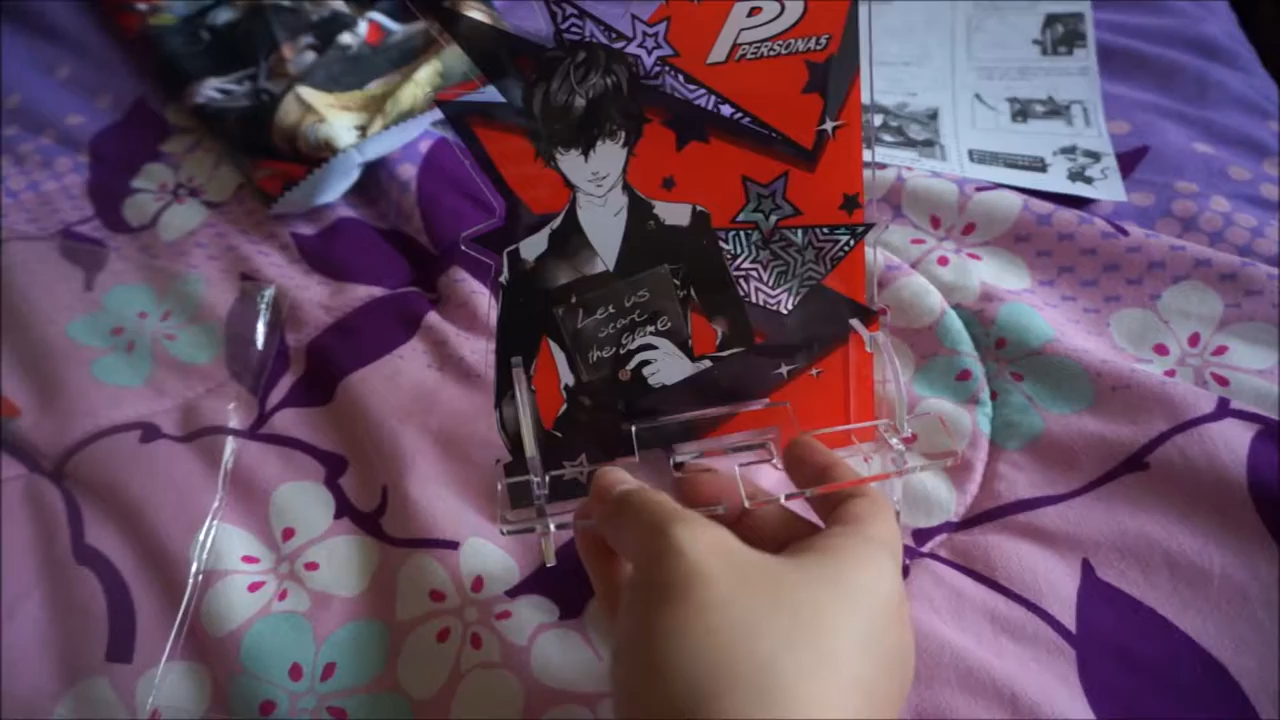 P
PERSONA5
Let us
start
the game